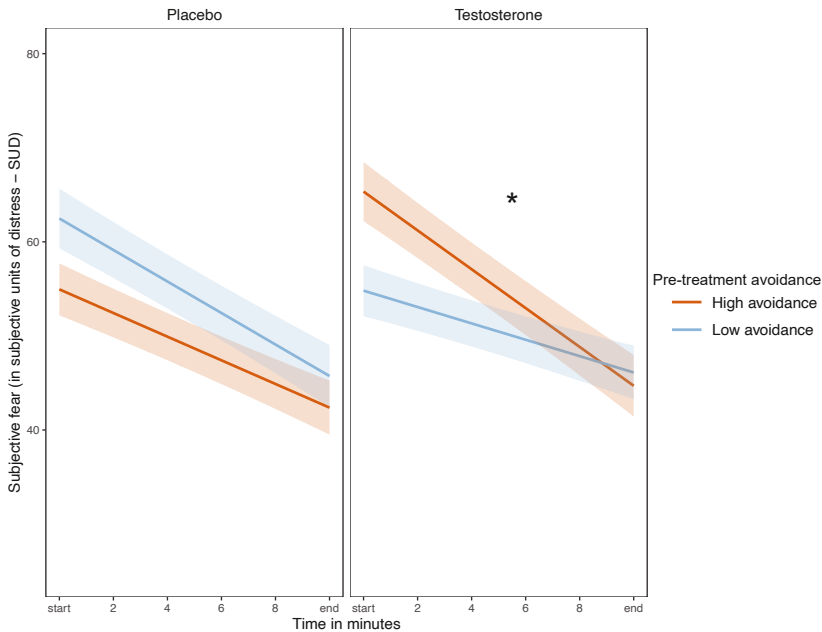 Placebo
Testosterone
80
60
40
Subjective fear (in subjective units of distress – SUD)
*
start 2 4 6 8 end
start 2 4 6 8 end
Time in minutes
Pre-treatment avoidance
High avoidance
Low avoidance